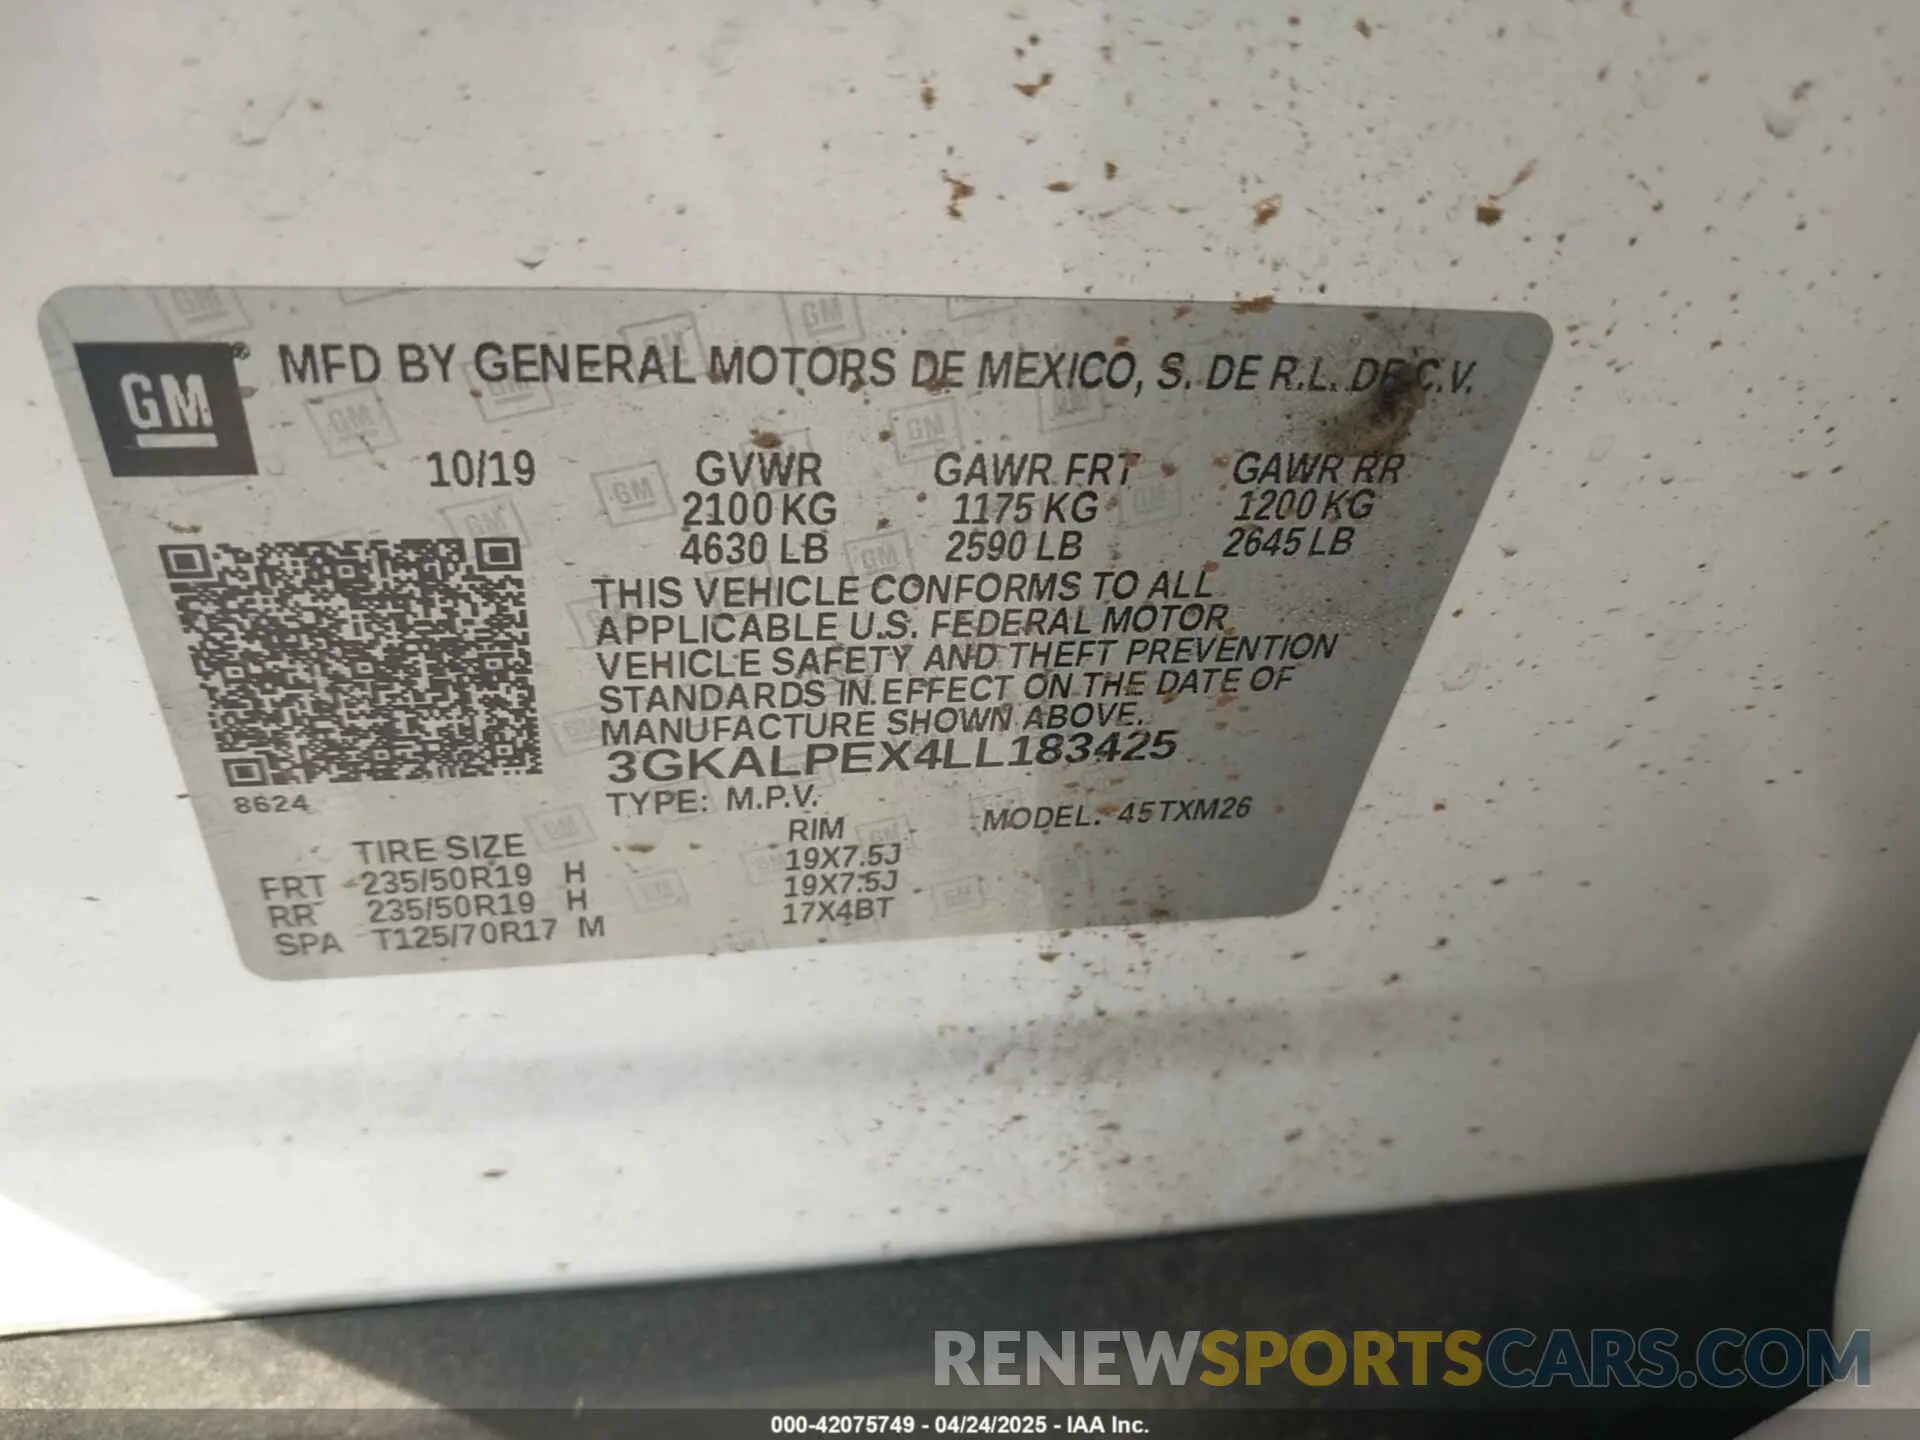 GM ® MFD BY GENERAL MOTORS DE MEXICO, S. DE R.L. DE C.V.
10/19 GVWR GAWR FRT GAWR RR
2100 KG 1175 KG 1200 KG
4630 LB 2590 LB 2645 LB
THIS VEHICLE CONFORMS TO ALL
APPLICABLE U.S. FEDERAL MOTOR
VEHICLE SAFETY AND THEFT PREVENTION
STANDARDS IN EFFECT ON THE DATE OF
MANUFACTURE SHOWN ABOVE.
3GKALPEX4LL183425
8624 TYPE: M.P.V. MODEL: 45TXM26
TIRE SIZE RIM
FRT 235/50R19 H 19X7.5J
RR 235/50R19 H 19X7.5J
SPA T125/70R17 M 17X4BT
RENEWSPORTSCARS.COM
000-42075749 - 04/24/2025 - IAA Inc.